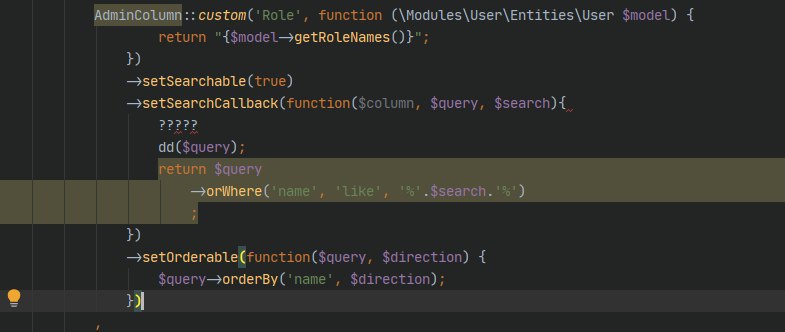 AdminColumn::custom('Role', function (\Modules\User\Entities\User $model) {
return "{$model->getRoleNames()}";
})
->setSearchable(true)
->setSearchCallback(function($column, $query, $search){
?????
dd($query);
return $query
->orWhere('name', 'like', '%'.$search.'%')
;
})
->setOrderable(function($query, $direction) {
$query->orderBy('name', $direction);
})
,